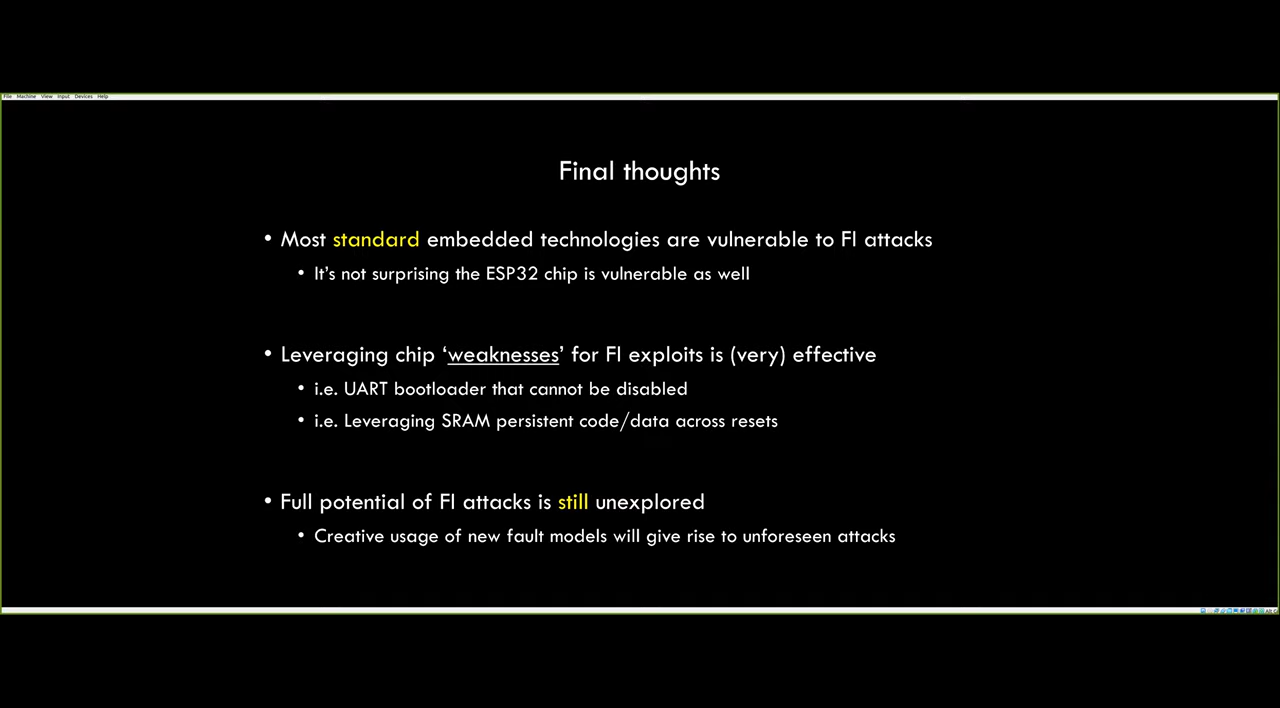 File Machine View Input Devices Help
Final thoughts
• Most standard embedded technologies are vulnerable to FI attacks
• It's not surprising the ESP32 chip is vulnerable as well
• Leveraging chip ‘weaknesses’ for FI exploits is (very) effective
• i.e. UART bootloader that cannot be disabled
• i.e. Leveraging SRAM persistent code/data across resets
• Full potential of FI attacks is still unexplored
• Creative usage of new fault models will give rise to unforeseen attacks
Alt